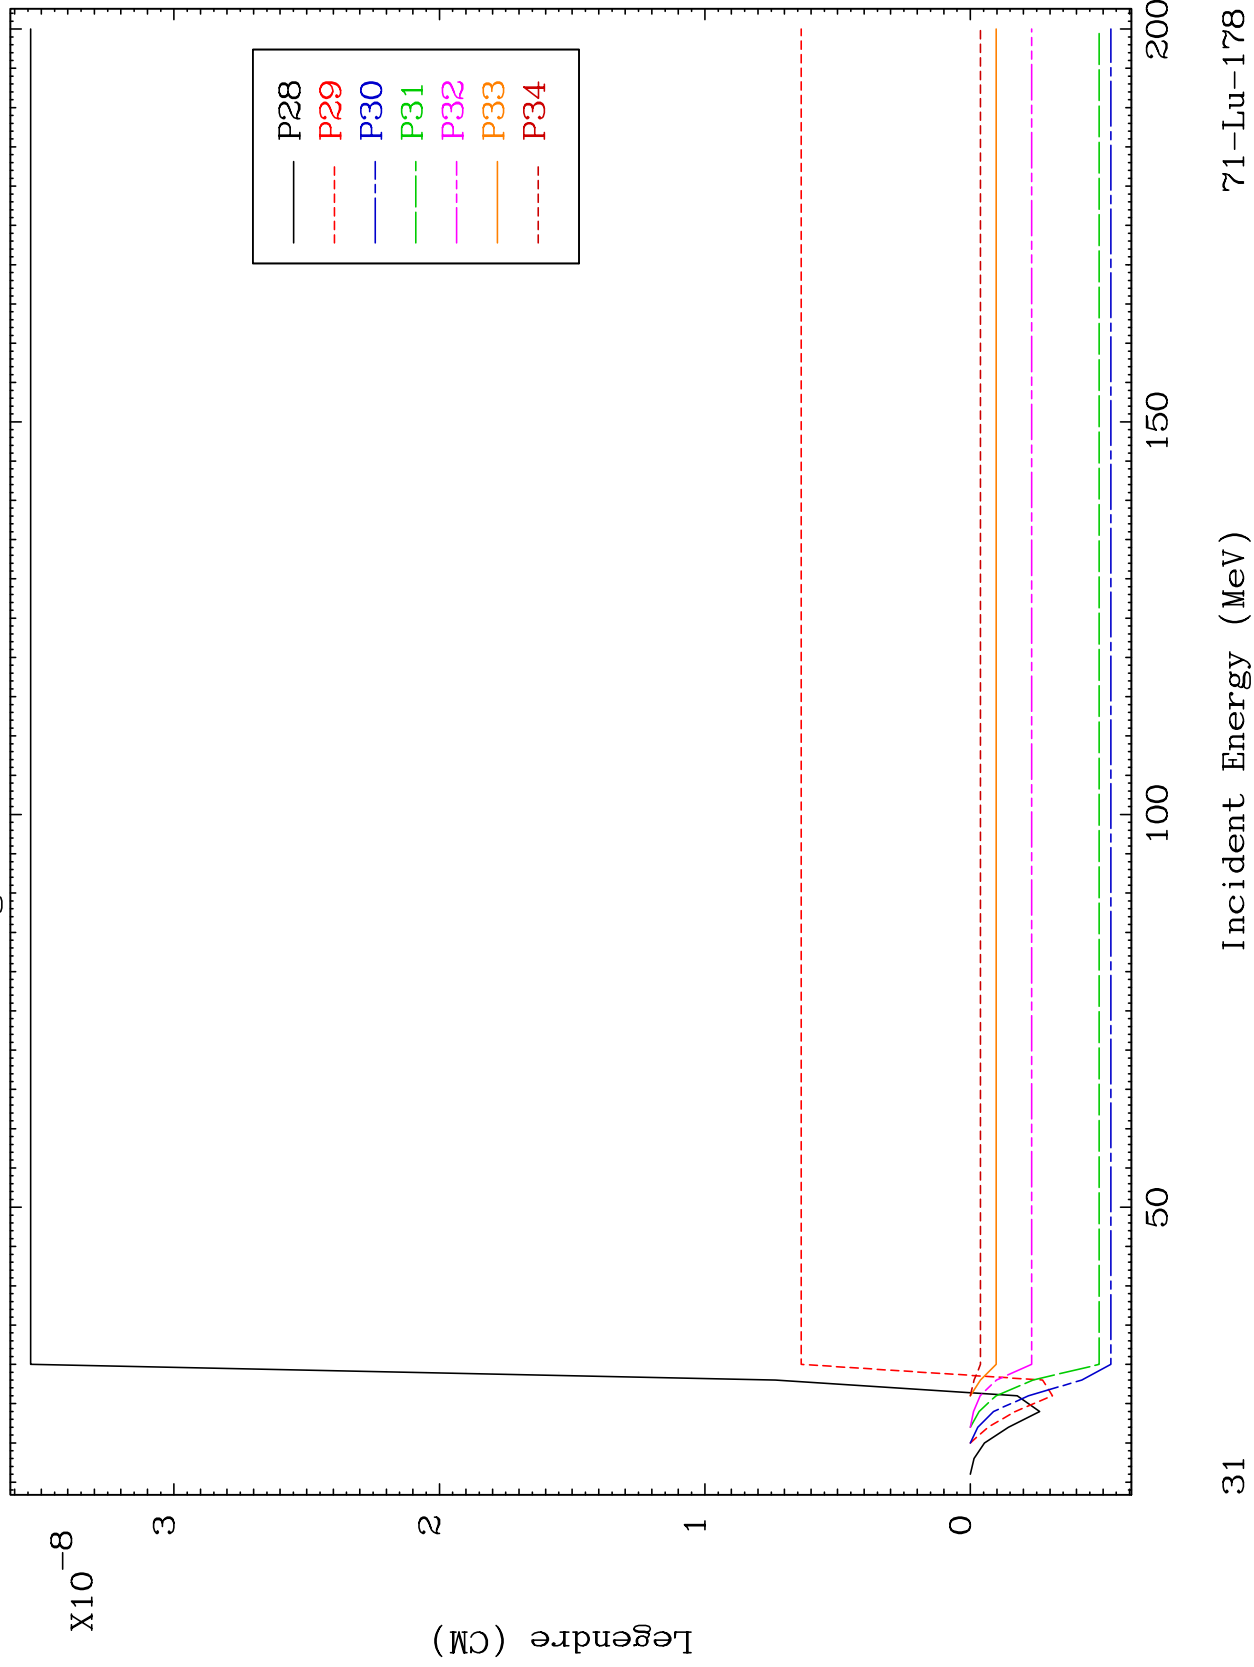 X10-8
Legendre (CM)
3
2
1
0
P28
P29
P30
P31
P32
P33
P34
50
100
150
200
31
Incident Energy (MeV)
71-Lu-178